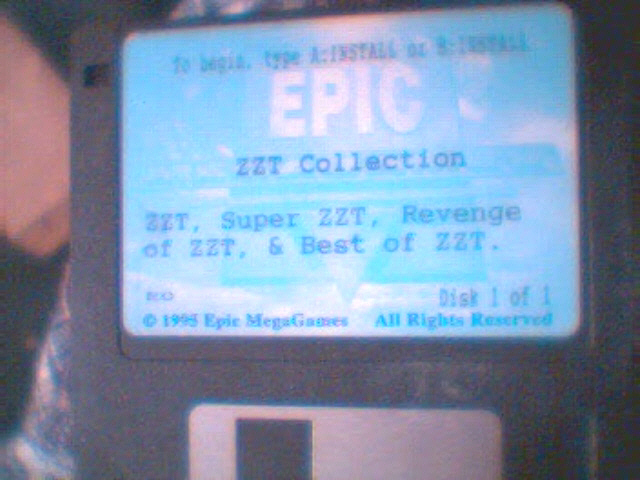 To begin, type A:INSTALL or B:INSTALL
EPIC
ZZT Collection
ZZT, Super ZZT, Revenge
of ZZT, & Best of ZZT.
Disk 1 of 1
© 1995 Epic MegaGames All Rights Reserved